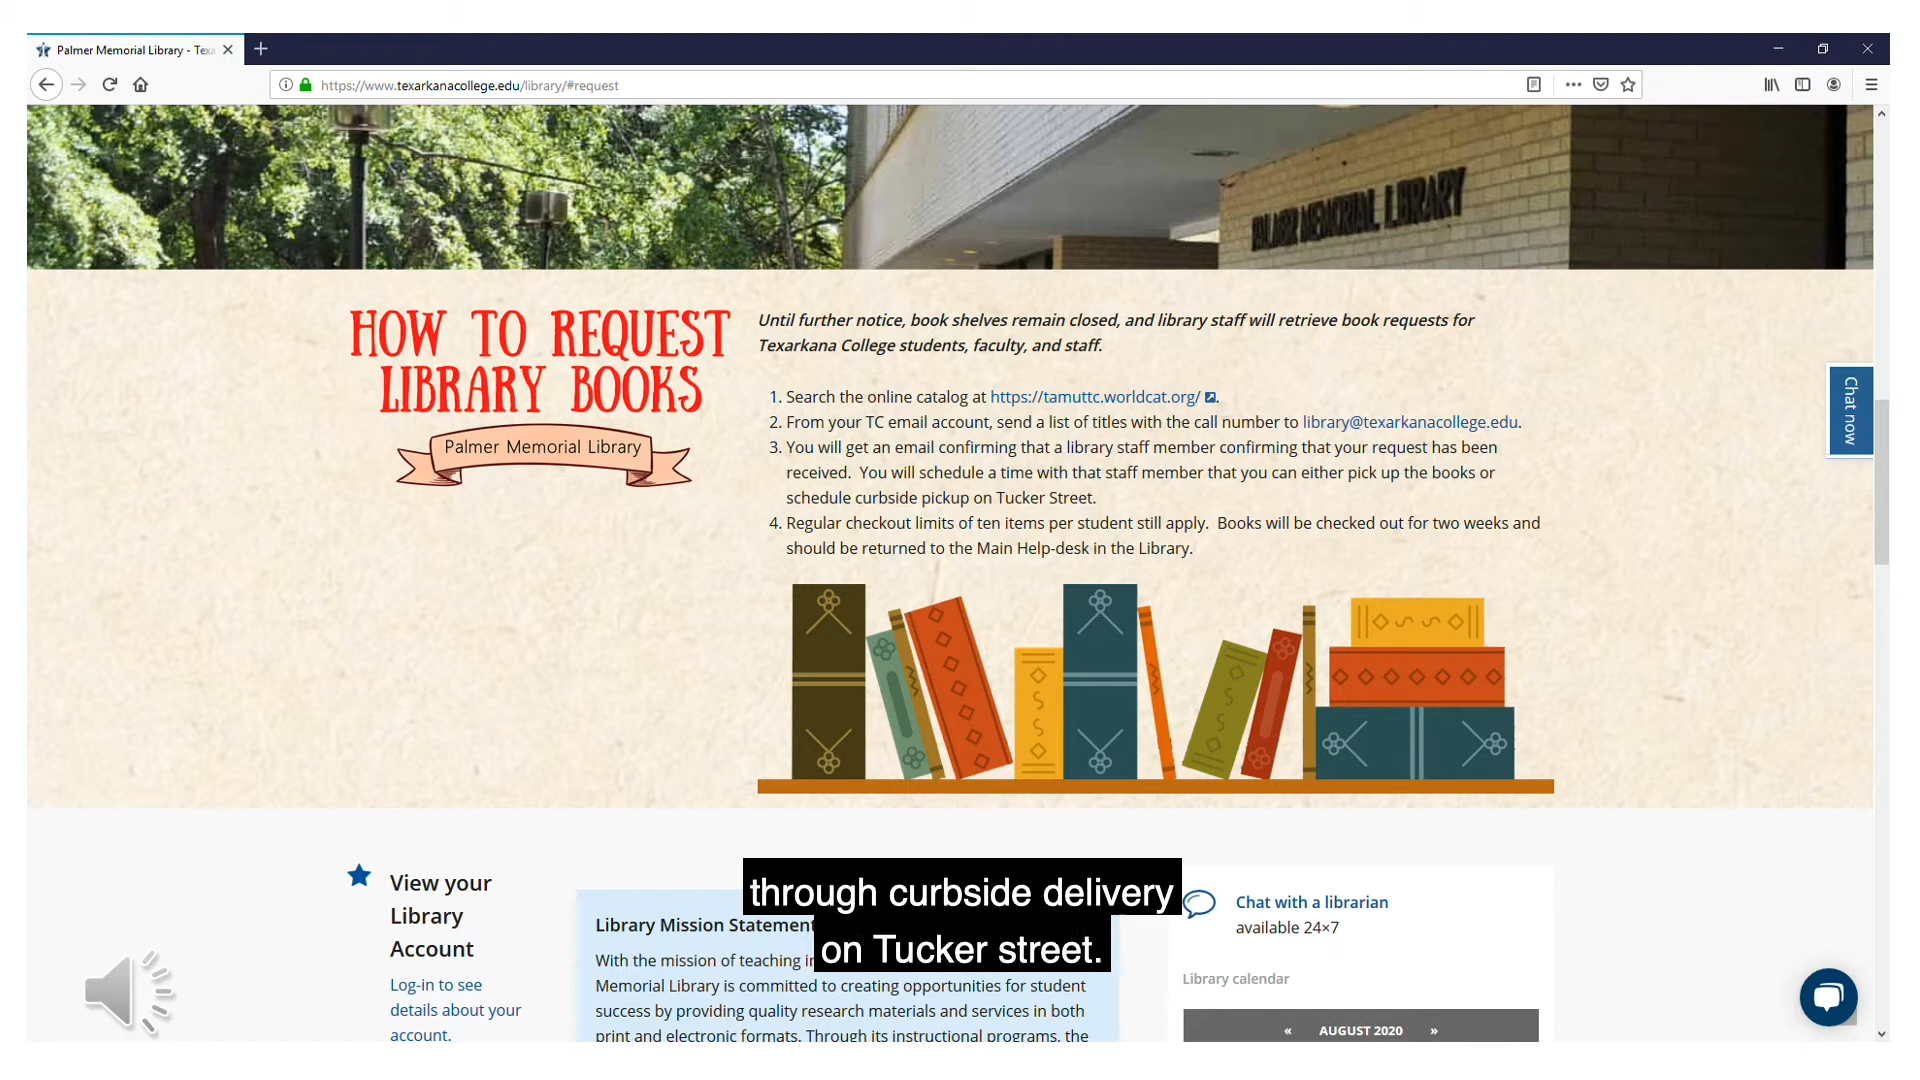 Palmer Memorial Library - Texa
https://www.texarkanacollege.edu/library/#request
PALMER MEMORIAL LIBRARY
HOW TO REQUEST
LIBRARY BOOKS
Palmer Memorial Library
Until further notice, book shelves remain closed, and library staff will retrieve book requests for
Texarkana College students, faculty, and staff.
1. Search the online catalog at https://tamuttc.worldcat.org/ .
2. From your TC email account, send a list of titles with the call number to library@texarkanacollege.edu.
3. You will get an email confirming that a library staff member confirming that your request has been
received. You will schedule a time with that staff member that you can either pick up the books or
schedule curbside pickup on Tucker Street.
4. Regular checkout limits of ten items per student still apply. Books will be checked out for two weeks and
should be returned to the Main Help-desk in the Library.
Chat now
View your
Library
Account
Log-in to see
details about your
account.
Library Mission Statement
With the mission of teaching in
Memorial Library is committed to creating opportunities for student
success by providing quality research materials and services in both
print and electronic formats. Through its instructional programs, the
through curbside delivery
on Tucker street.
Chat with a librarian
available 24×7
Library calendar
« AUGUST 2020 »